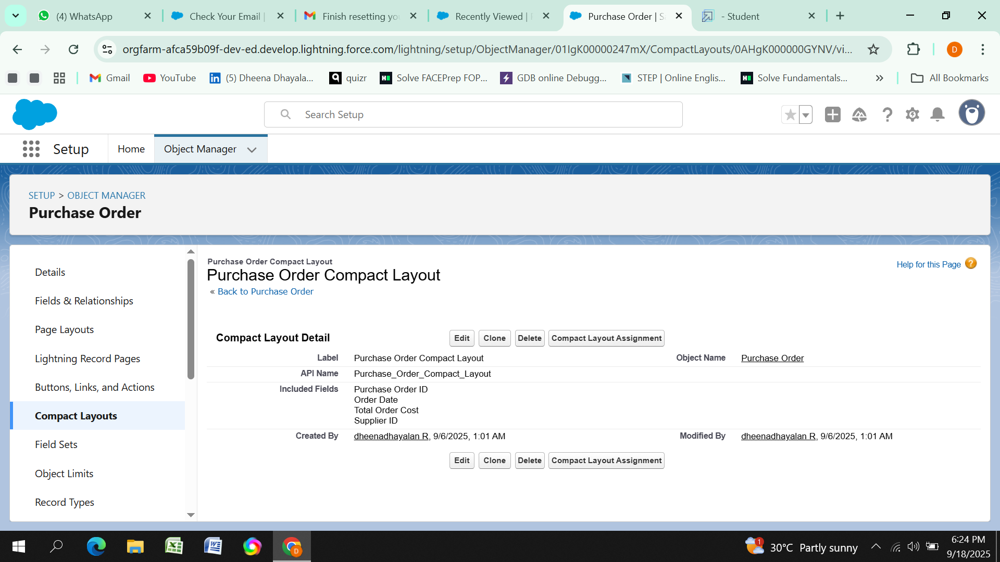 (4) WhatsApp
Check Your Email |
Finish resetting yo
Recently Viewed |
Purchase Order | S
- Student
orgfarm-afca59b09f-dev-ed.develop.lightning.force.com/lightning/setup/ObjectManager/01IgK00000247mX/CompactLayouts/0AHgK000000GYNV/vi...
D
Gmail
YouTube
(5) Dheena Dhayala...
quizr
Solve FACEPrep FOP...
GDB online Debugg...
STEP | Online Englis...
Solve Fundamentals...
All Bookmarks
Search Setup
Setup
Home
Object Manager
SETUP > OBJECT MANAGER
Purchase Order
Details
Fields & Relationships
Page Layouts
Lightning Record Pages
Buttons, Links, and Actions
Compact Layouts
Field Sets
Object Limits
Record Types
Purchase Order Compact Layout
Purchase Order Compact Layout
« Back to Purchase Order
Help for this Page
Compact Layout Detail
Edit Clone Delete Compact Layout Assignment
Label Purchase Order Compact Layout Object Name Purchase Order
API Name Purchase_Order_Compact_Layout
Included Fields Purchase Order ID
Order Date
Total Order Cost
Supplier ID
Created By dheenadhayalan R, 9/6/2025, 1:01 AM Modified By dheenadhayalan R, 9/6/2025, 1:01 AM
Edit Clone Delete Compact Layout Assignment
1
30°C Partly sunny
6:24 PM
9/18/2025